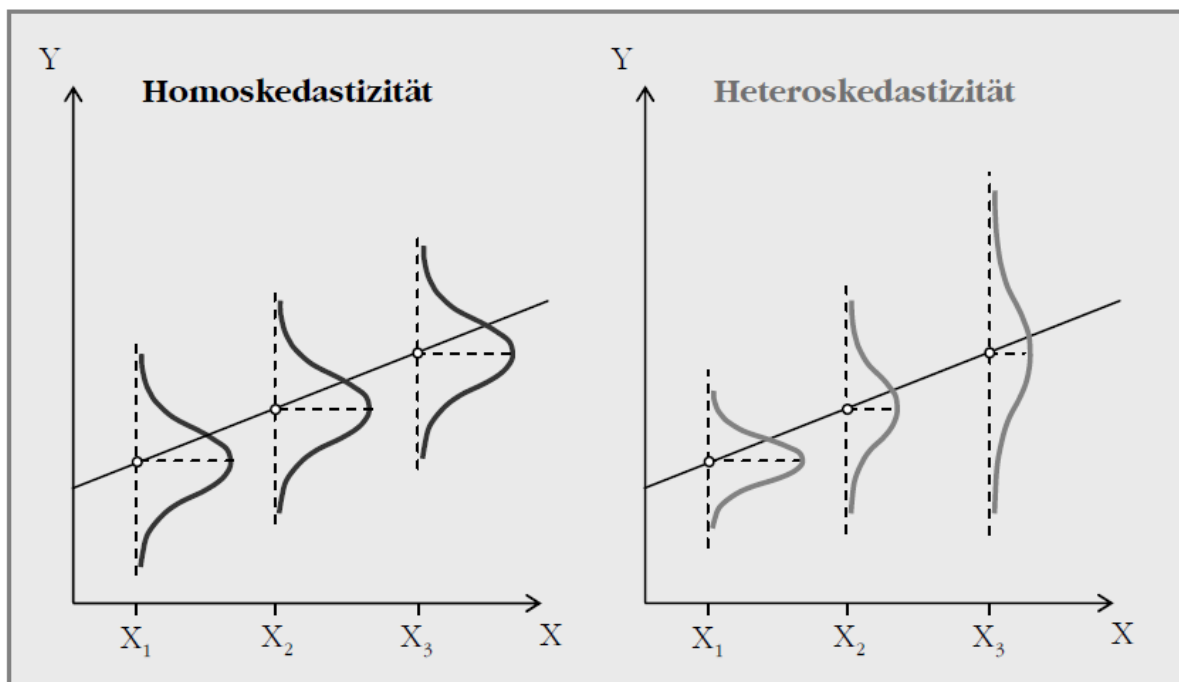 Y
Homoskedastizität
X₁
X₂
X₃
X
Y
Heteroskedastizität
X₁
X₂
X₃
X